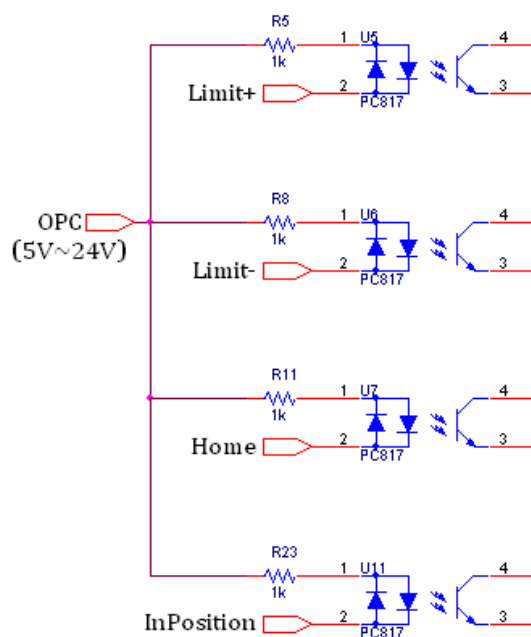 R5
1k
1
U5
4
Limit+
2
PC817
3
OPC
(5V~24V)
R8
1k
1
U6
4
Limit-
2
PC817
3
R11
1k
1
U7
4
Home
2
PC817
3
R23
1k
1
U11
4
InPosition
2
PC817
3